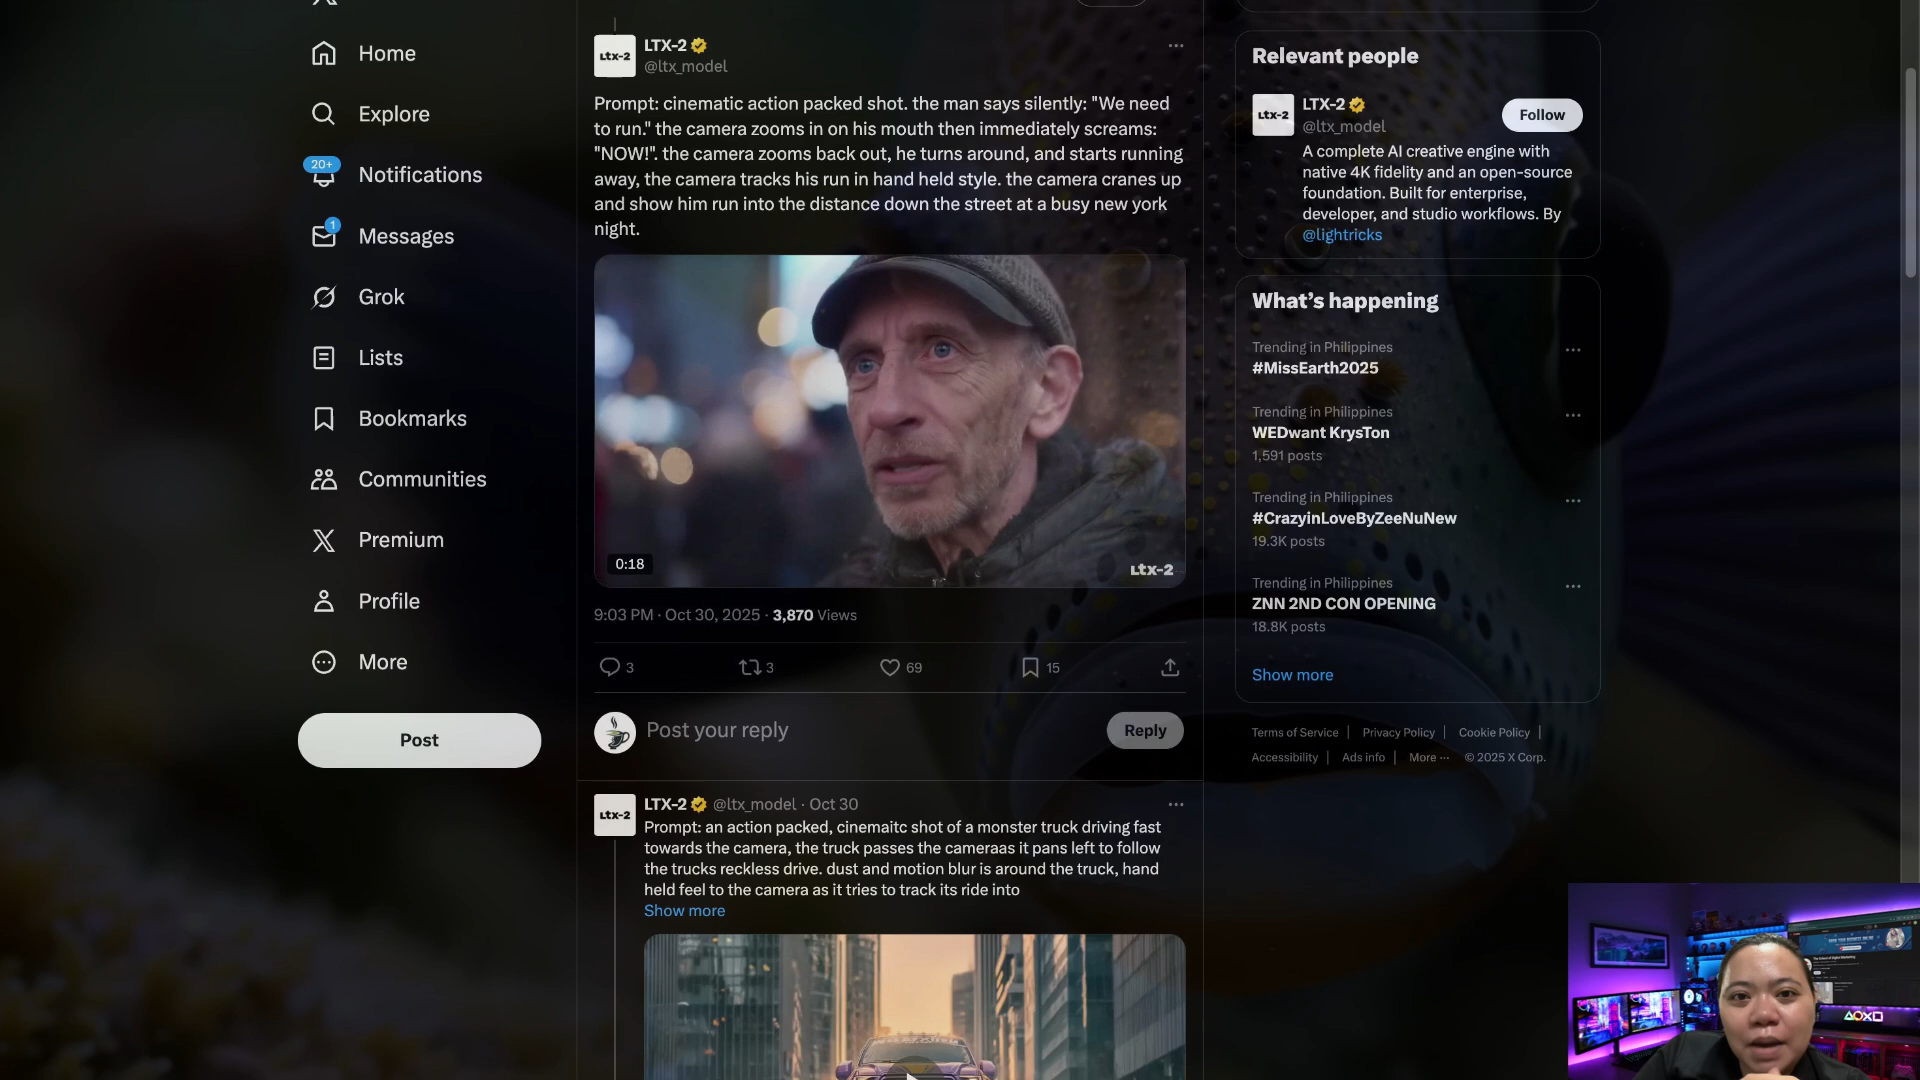 Home
Explore
20+
Notifications
1
Messages
Grok
Lists
Bookmarks
Communities
Premium
Profile
More
Post
Ltx-2
LTX-2
@ltx_model
Prompt: cinematic action packed shot. the man says silently: "We need
to run." the camera zooms in on his mouth then immediately screams:
"NOW!". the camera zooms back out, he turns around, and starts running
away, the camera tracks his run in hand held style. the camera cranes up
and show him run into the distance down the street at a busy new york
night.
0:18
Ltx-2
9:03 PM · Oct 30, 2025 · 3,870 Views
3
3
69
15
Post your reply
Reply
Ltx-2
LTX-2 @ltx_model · Oct 30
Prompt: an action packed, cinemaitc shot of a monster truck driving fast
towards the camera, the truck passes the cameraas it pans left to follow
the trucks reckless drive. dust and motion blur is around the truck, hand
held feel to the camera as it tries to track its ride into
Show more
Relevant people
Ltx-2
LTX-2
@ltx_model
Follow
A complete AI creative engine with
native 4K fidelity and an open-source
foundation. Built for enterprise,
developer, and studio workflows. By
@lightricks
What's happening
Trending in Philippines
#MissEarth2025
Trending in Philippines
WEDwant KrysTon
1,591 posts
Trending in Philippines
#CrazyinLoveByZeeNuNew
19.3K posts
Trending in Philippines
ZNN 2ND CON OPENING
18.8K posts
Show more
Terms of Service | Privacy Policy | Cookie Policy |
Accessibility | Ads info | More ··· © 2025 X Corp.